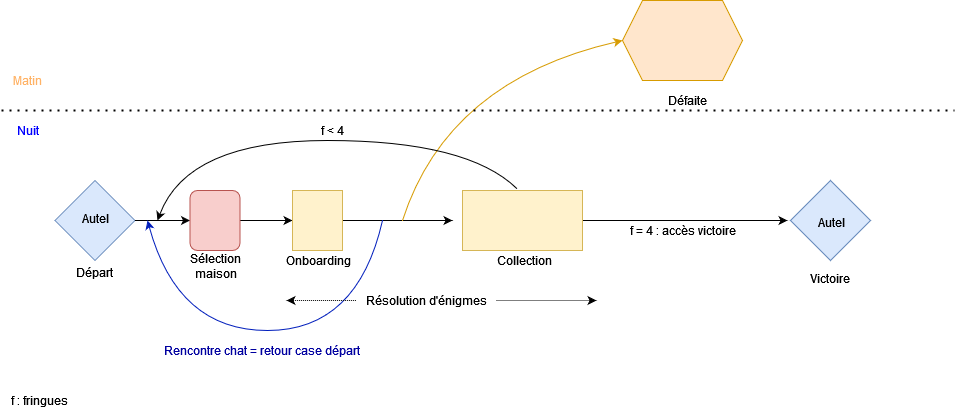 Défaite
Matin
Nuit
f < 4
Autel
Départ
Sélection
maison
Onboarding
Collection
f = 4 : accès victoire
Autel
Victoire
Résolution d'énigmes
Rencontre chat = retour case départ
f : fringues